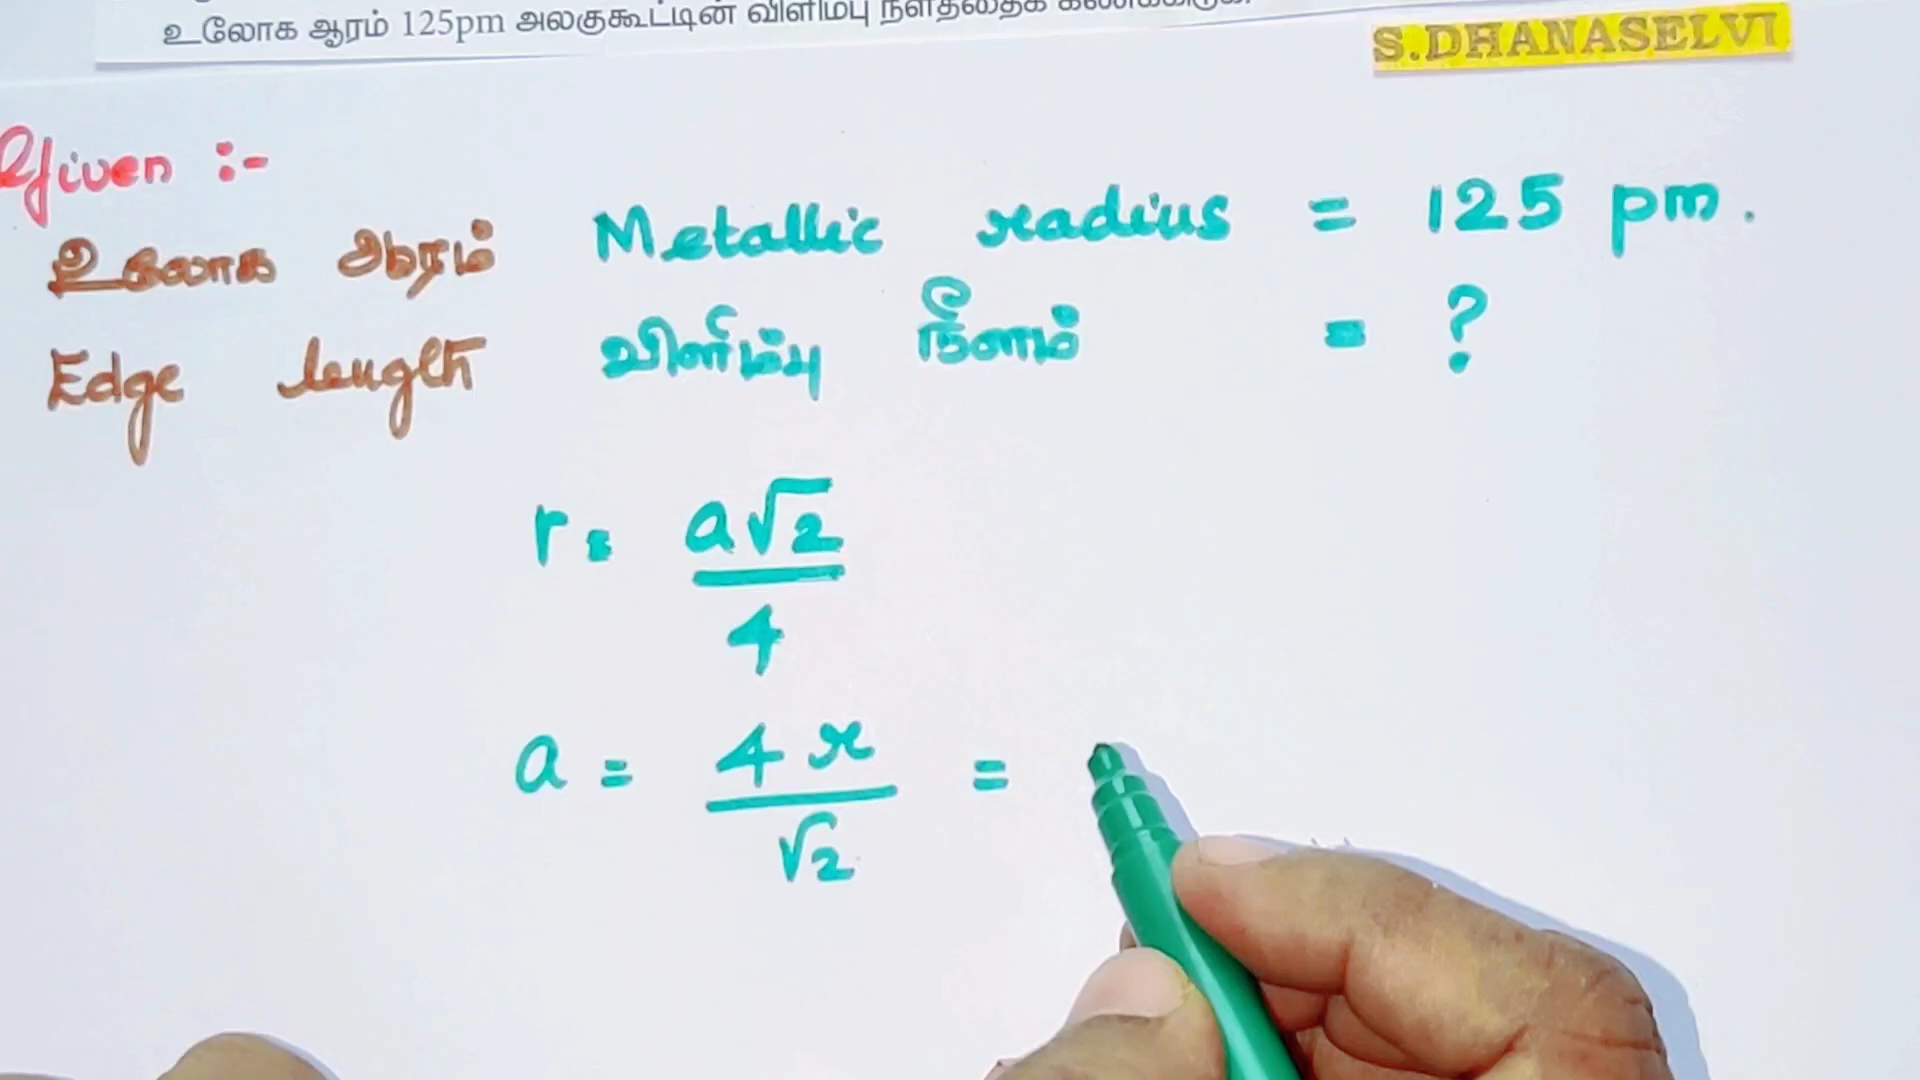 உலோக ஆரம் 125pm அலகுகூட்டின் விளிம்பு நீளத்தைக் கணக்கிடுக.
S.DHANASELVI
Given :-
உலோக ஆரம் Metallic radius = 125 pm.
Edge length விளிம்பு நீளம் = ?
r = a√2
4
a = 4 r =
√2